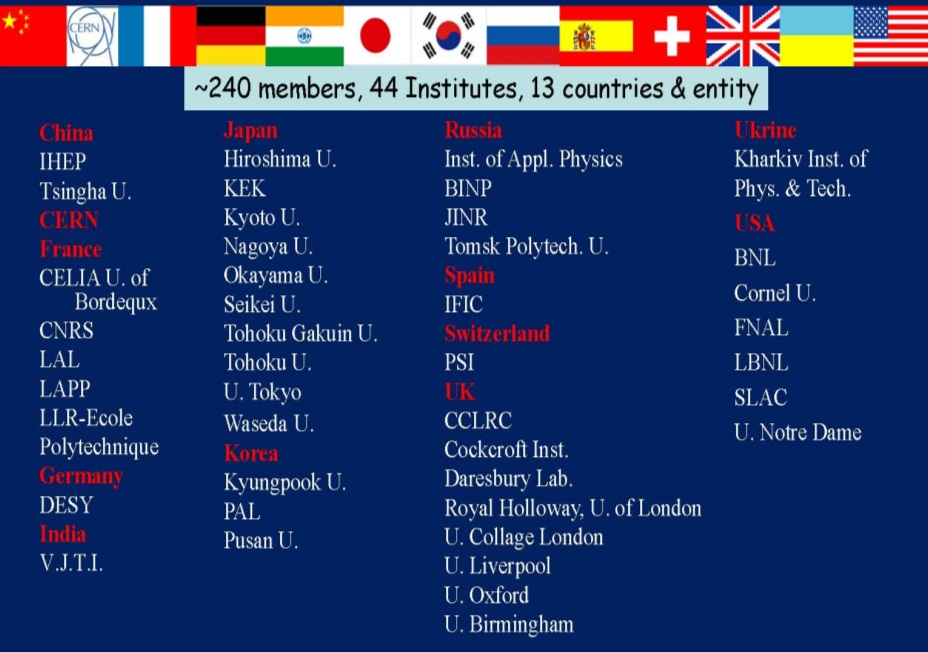 CERN
~240 members, 44 Institutes, 13 countries & entity
China
IHEP
Tsingha U.
CERN
France
CELIA U. of
Bordequx
CNRS
LAL
LAPP
LLR-Ecole
Polytechnique
Germany
DESY
India
V.J.T.I.
Japan
Hiroshima U.
KEK
Kyoto U.
Nagoya U.
Okayama U.
Seikei U.
Tohoku Gakuin U.
Tohoku U.
U. Tokyo
Waseda U.
Korea
Kyungpook U.
PAL
Pusan U.
Russia
Inst. of Appl. Physics
BINP
JINR
Tomsk Polytech. U.
Spain
IFIC
Switzerland
PSI
UK
CCLRC
Cockcroft Inst.
Daresbury Lab.
Royal Holloway, U. of London
U. Collage London
U. Liverpool
U. Oxford
U. Birmingham
Ukrine
Kharkiv Inst. of
Phys. & Tech.
USA
BNL
Cornel U.
FNAL
LBNL
SLAC
U. Notre Dame